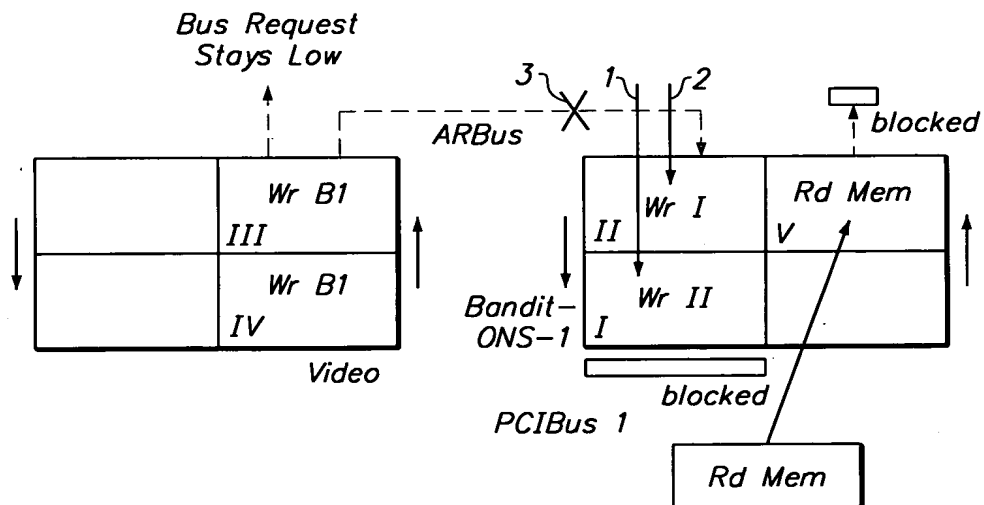 Bus Request
Stays Low
3
1
2
ARBus
blocked
Wr B1
III
Wr B1
IV
Video
Wr I
II
Rd Mem
V
Wr II
I
Bandit-
ONS-1
blocked
PCIBus 1
Rd Mem